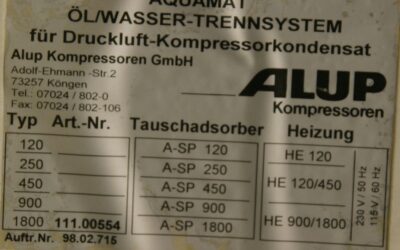 AQUAMAT
ÖL/WASSER-TRENNSYSTEM
für Druckluft-Kompressorkondensat
Alup Kompressoren GmbH
Adolf-Ehmann -Str.2
73257 Köngen
Tel.: 07024 / 802-0
Fax: 07024 / 802-106
ALUP
Kompressoren
Typ Art.-Nr. Tauschadsorber Heizung
120 A-SP 120 HE 120
250 A-SP 250
450 A-SP 450 HE 120/450
900 A-SP 900
1800 111.00554 A-SP 1800 HE 900/1800
230 V / 50 Hz
115 V / 60 Hz
Auftr.Nr. 98.02.715